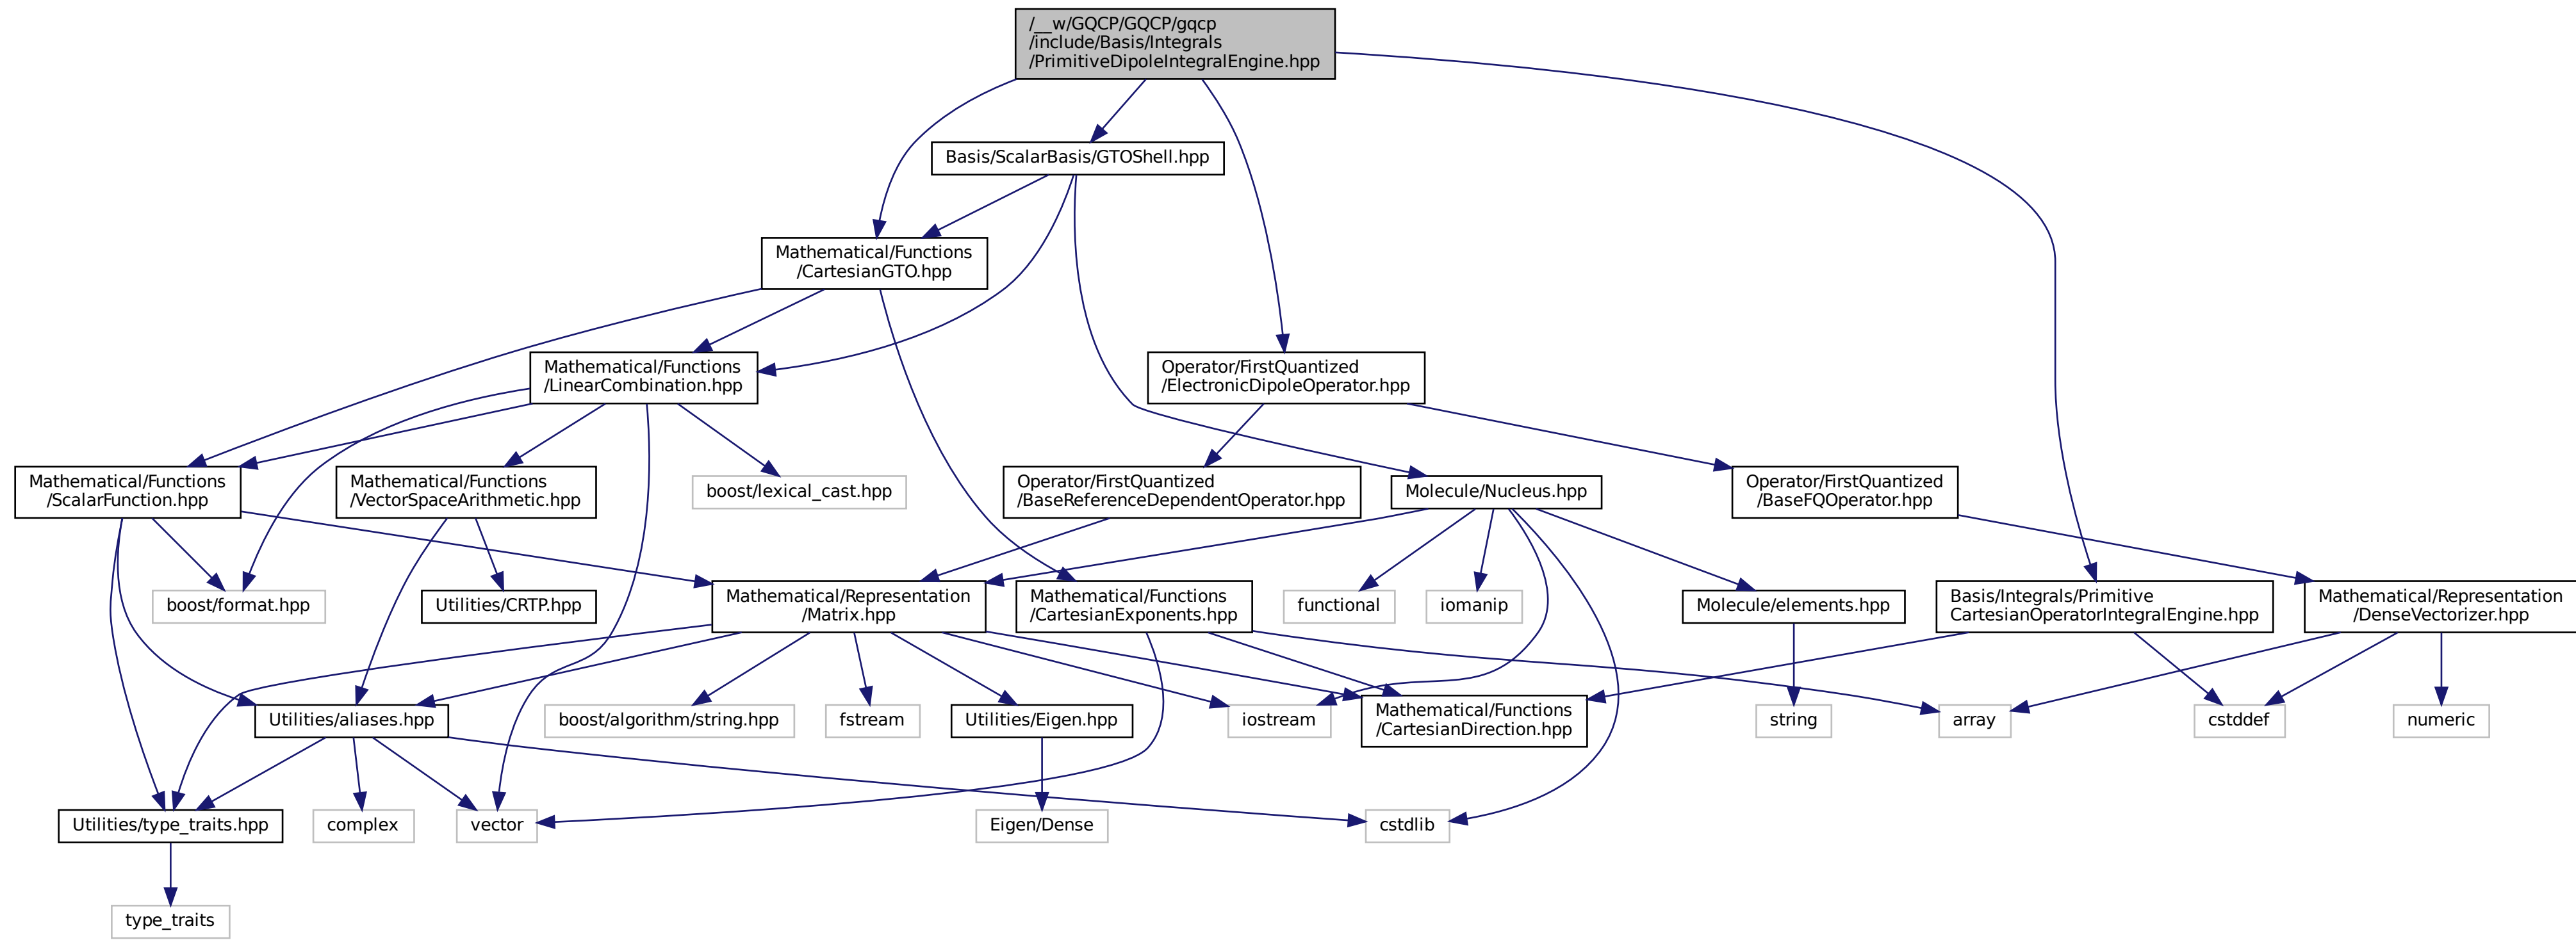 /__w/GQCP/GQCP/gqcp
/include/Basis/Integrals
/PrimitiveDipoleIntegralEngine.hpp
Basis/ScalarBasis/GTOShell.hpp
Mathematical/Functions
/CartesianGTO.hpp
Mathematical/Functions
/LinearCombination.hpp
Operator/FirstQuantized
/ElectronicDipoleOperator.hpp
Mathematical/Functions
/ScalarFunction.hpp
Mathematical/Functions
/VectorSpaceArithmetic.hpp
boost/lexical_cast.hpp
Operator/FirstQuantized
/BaseReferenceDependentOperator.hpp
Molecule/Nucleus.hpp
Operator/FirstQuantized
/BaseFQOperator.hpp
boost/format.hpp
Utilities/CRTP.hpp
Mathematical/Representation
/Matrix.hpp
Mathematical/Functions
/CartesianExponents.hpp
functional
iomanip
Molecule/elements.hpp
Basis/Integrals/Primitive
CartesianOperatorIntegralEngine.hpp
Mathematical/Representation
/DenseVectorizer.hpp
Utilities/aliases.hpp
boost/algorithm/string.hpp
fstream
Utilities/Eigen.hpp
iostream
Mathematical/Functions
/CartesianDirection.hpp
string
array
cstddef
numeric
Utilities/type_traits.hpp
complex
vector
Eigen/Dense
cstdlib
type_traits